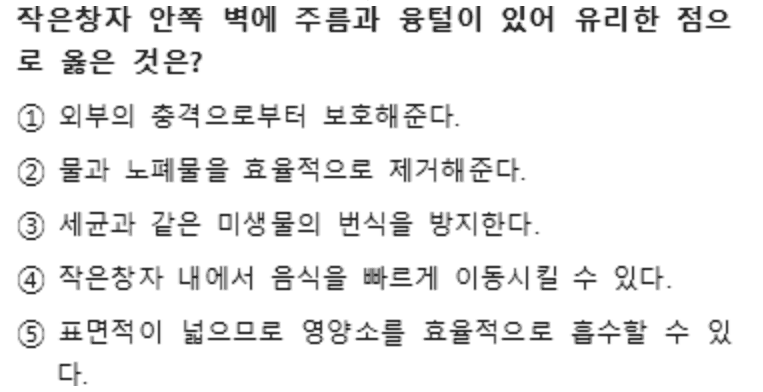 작은창자 안쪽 벽에 주름과 융털이 있어 유리한 점으
로 옳은 것은?
① 외부의 충격으로부터 보호해준다.
② 물과 노폐물을 효율적으로 제거해준다.
③ 세균과 같은 미생물의 번식을 방지한다.
④ 작은창자 내에서 음식을 빠르게 이동시킬 수 있다.
⑤ 표면적이 넓으므로 영양소를 효율적으로 흡수할 수 있
다.